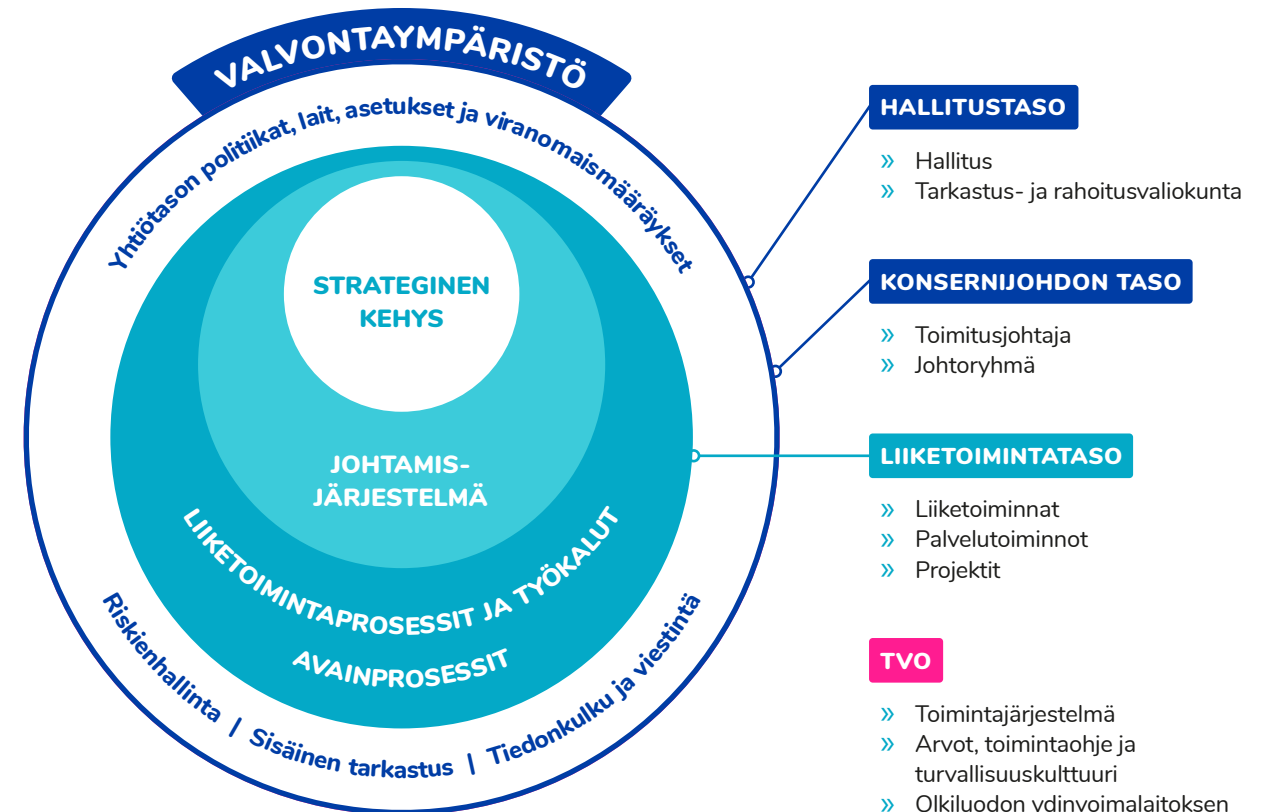 VALVONTAYMPÄRISTÖ
Yhtiötason politiikat, lait, asetukset ja viranomaismääräykset
STRATEGINEN
KEHYS
JOHTAMIS-
JÄRJESTELMÄ
LIIKETOIMINTAPROSESSIT JA TYÖKALUT
AVAINPROSESSIT
Riskienhallinta | Sisäinen tarkastus | Tiedonkulku ja viestintä
HALLITUSTASO
» Hallitus
» Tarkastus- ja rahoitusvaliokunta
KONSERNIJOHDON TASO
» Toimitusjohtaja
» Johtoryhmä
LIIKETOIMINTATASO
» Liiketoiminnat
» Palvelutoiminnot
» Projektit
TVO
» Toimintajärjestelmä
» Arvot, toimintaohje ja
turvallisuuskulttuuri
» Olkiluodon ydinvoimalaitoksen